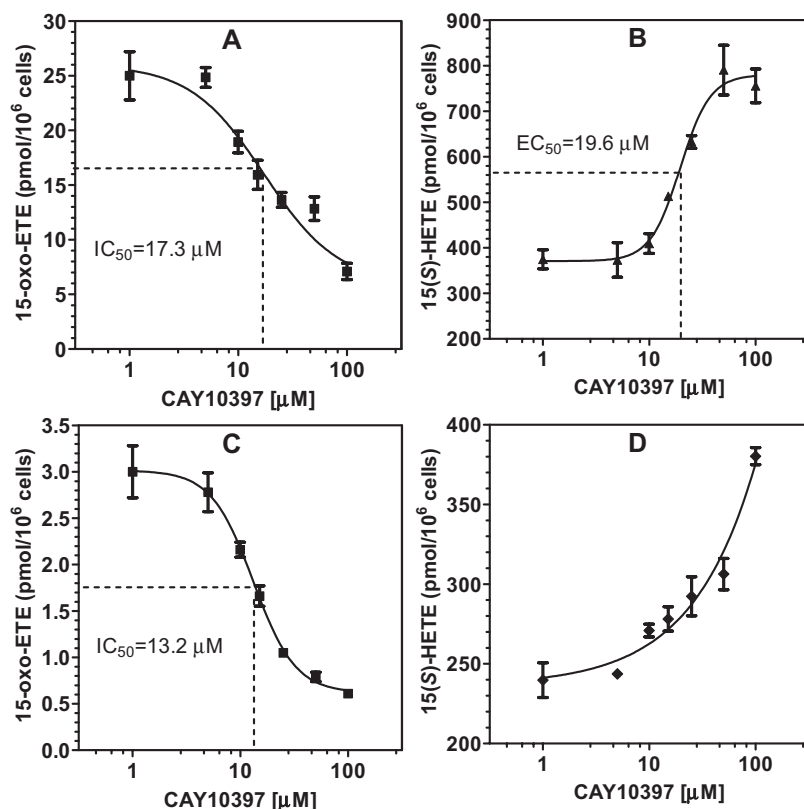 A
15-oxo-ETE (pmol/10⁶ cells)
30
25
20
15
10
5
0
IC₅₀=17.3 μM
1 10 100
CAY10397 [μM]
B
15(S)-HETE (pmol/10⁶ cells)
900
800
700
600
500
400
300
200
EC₅₀=19.6 μM
1 10 100
CAY10397 [μM]
C
15-oxo-ETE (pmol/10⁶ cells)
3.5
3.0
2.5
2.0
1.5
1.0
0.5
0.0
IC₅₀=13.2 μM
1 10 100
CAY10397 [μM]
D
15(S)-HETE (pmol/10⁶ cells)
400
360
320
280
240
200
1 10 100
CAY10397 [μM]